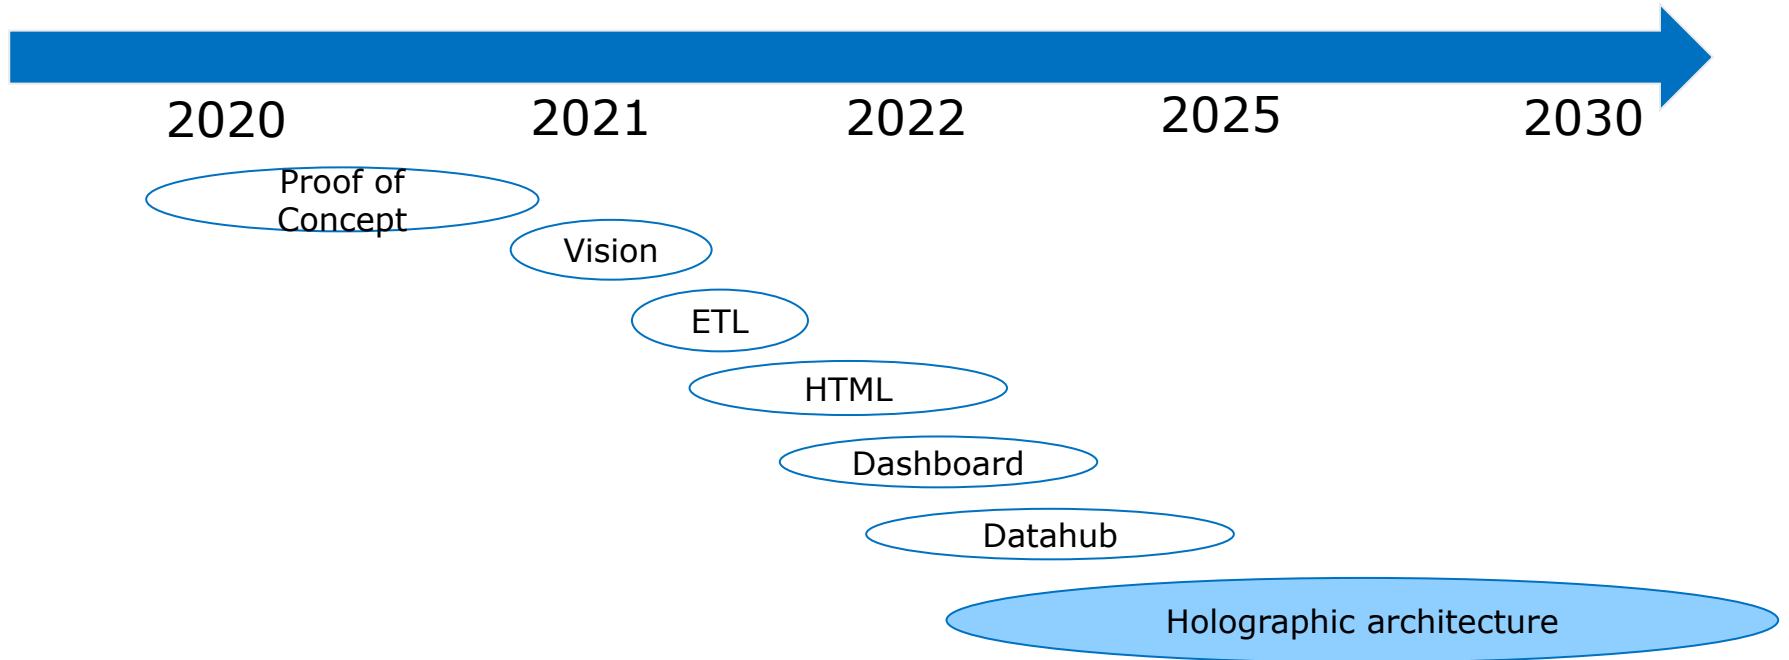 2020 2021 2022 2025 2030
Proof of
Concept
Vision
ETL
HTML
Dashboard
Datahub
Holographic architecture